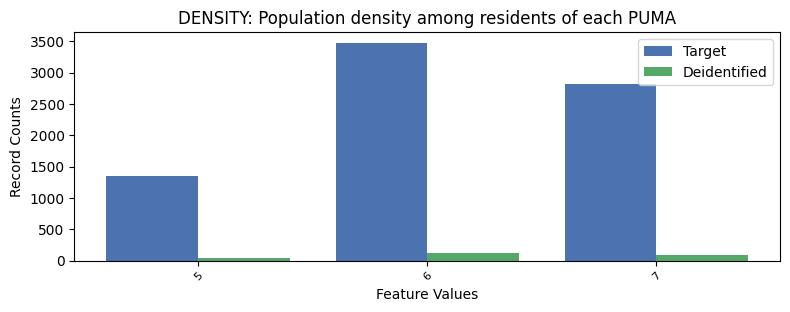 DENSITY: Population density among residents of each PUMA
Target
Deidentified
Record Counts
3500
3000
2500
2000
1500
1000
500
0
5
6
7
Feature Values